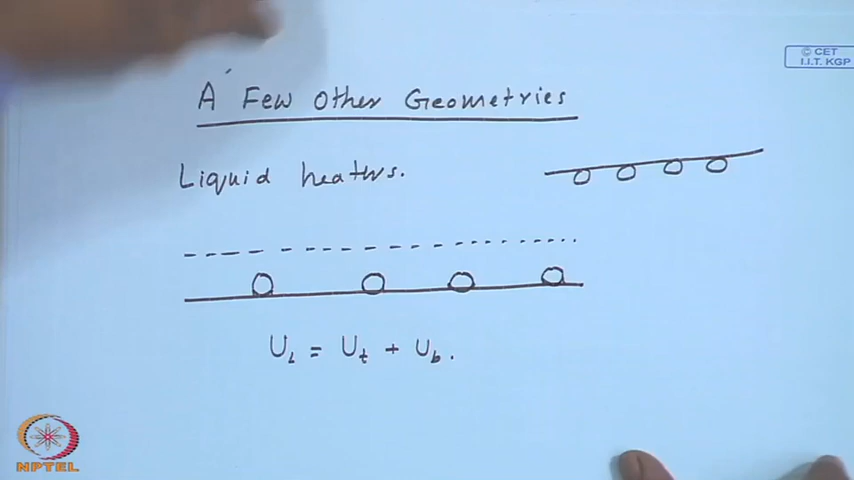 © CET
I.I.T. KGP
A Few Other Geometries
Liquid heaters.
U_L = U_t + U_b.
NPTEL